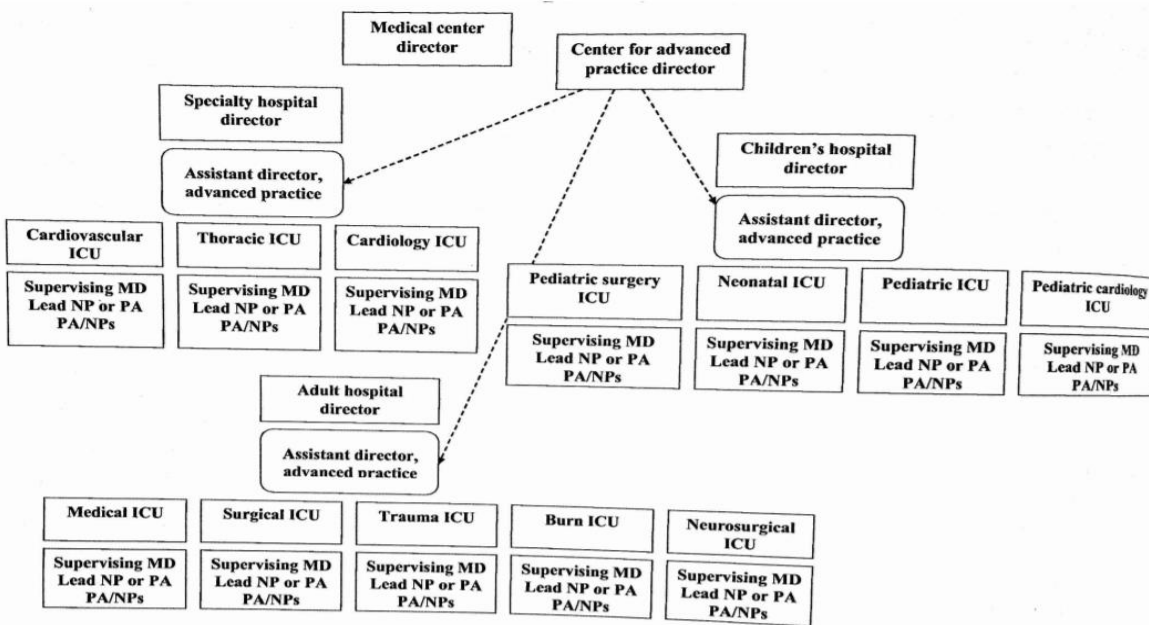 Medical center
director
Center for advanced
practice director
Specialty hospital
director
Assistant director,
advanced practice
Children's hospital
director
Assistant director,
advanced practice
Cardiovascular
ICU
Thoracic ICU
Cardiology ICU
Supervising MD
Lead NP or PA
PA/NPs
Supervising MD
Lead NP or PA
PA/NPs
Supervising MD
Lead NP or PA
PA/NPs
Pediatric surgery
ICU
Neonatal ICU
Pediatric ICU
Pediatric cardiology
ICU
Supervising MD
Lead NP or PA
PA/NPs
Supervising MD
Lead NP or PA
PA/NPs
Supervising MD
Lead NP or PA
PA/NPs
Supervising MD
Lead NP or PA
PA/NPs
Adult hospital
director
Assistant director,
advanced practice
Medical ICU
Surgical ICU
Trauma ICU
Burn ICU
Neurosurgical
ICU
Supervising MD
Lead NP or PA
PA/NPs
Supervising MD
Lead NP or PA
PA/NPs
Supervising MD
Lead NP or PA
PA/NPs
Supervising MD
Lead NP or PA
PA/NPs
Supervising MD
Lead NP or PA
PA/NPs